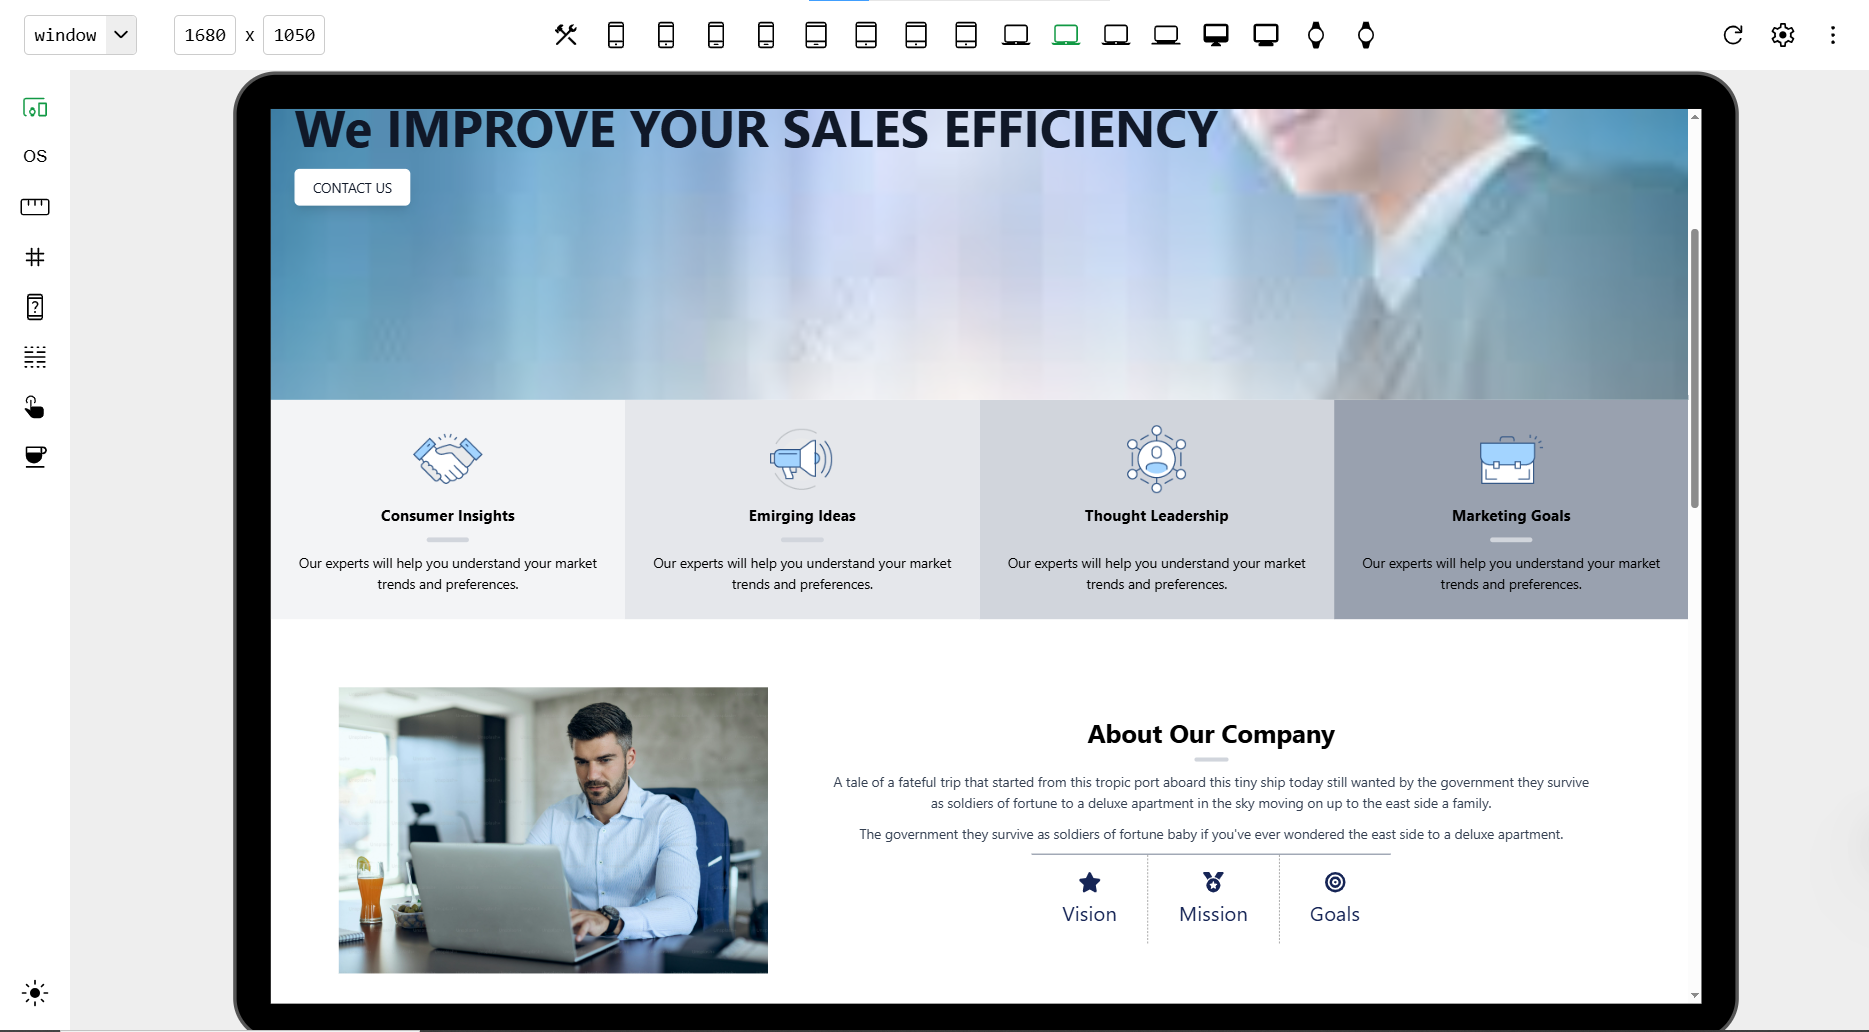 window
1680 x 1050
OS
We IMPROVE YOUR SALES EFFICIENCY
CONTACT US
Consumer Insights
Our experts will help you understand your market
trends and preferences.
Emirging Ideas
Our experts will help you understand your market
trends and preferences.
Thought Leadership
Our experts will help you understand your market
trends and preferences.
Marketing Goals
Our experts will help you understand your market
trends and preferences.
About Our Company
A tale of a fateful trip that started from this tropic port aboard this tiny ship today still wanted by the government they survive
as soldiers of fortune to a deluxe apartment in the sky moving on up to the east side a family.
The government they survive as soldiers of fortune baby if you've ever wondered the east side to a deluxe apartment.
Vision
Mission
Goals